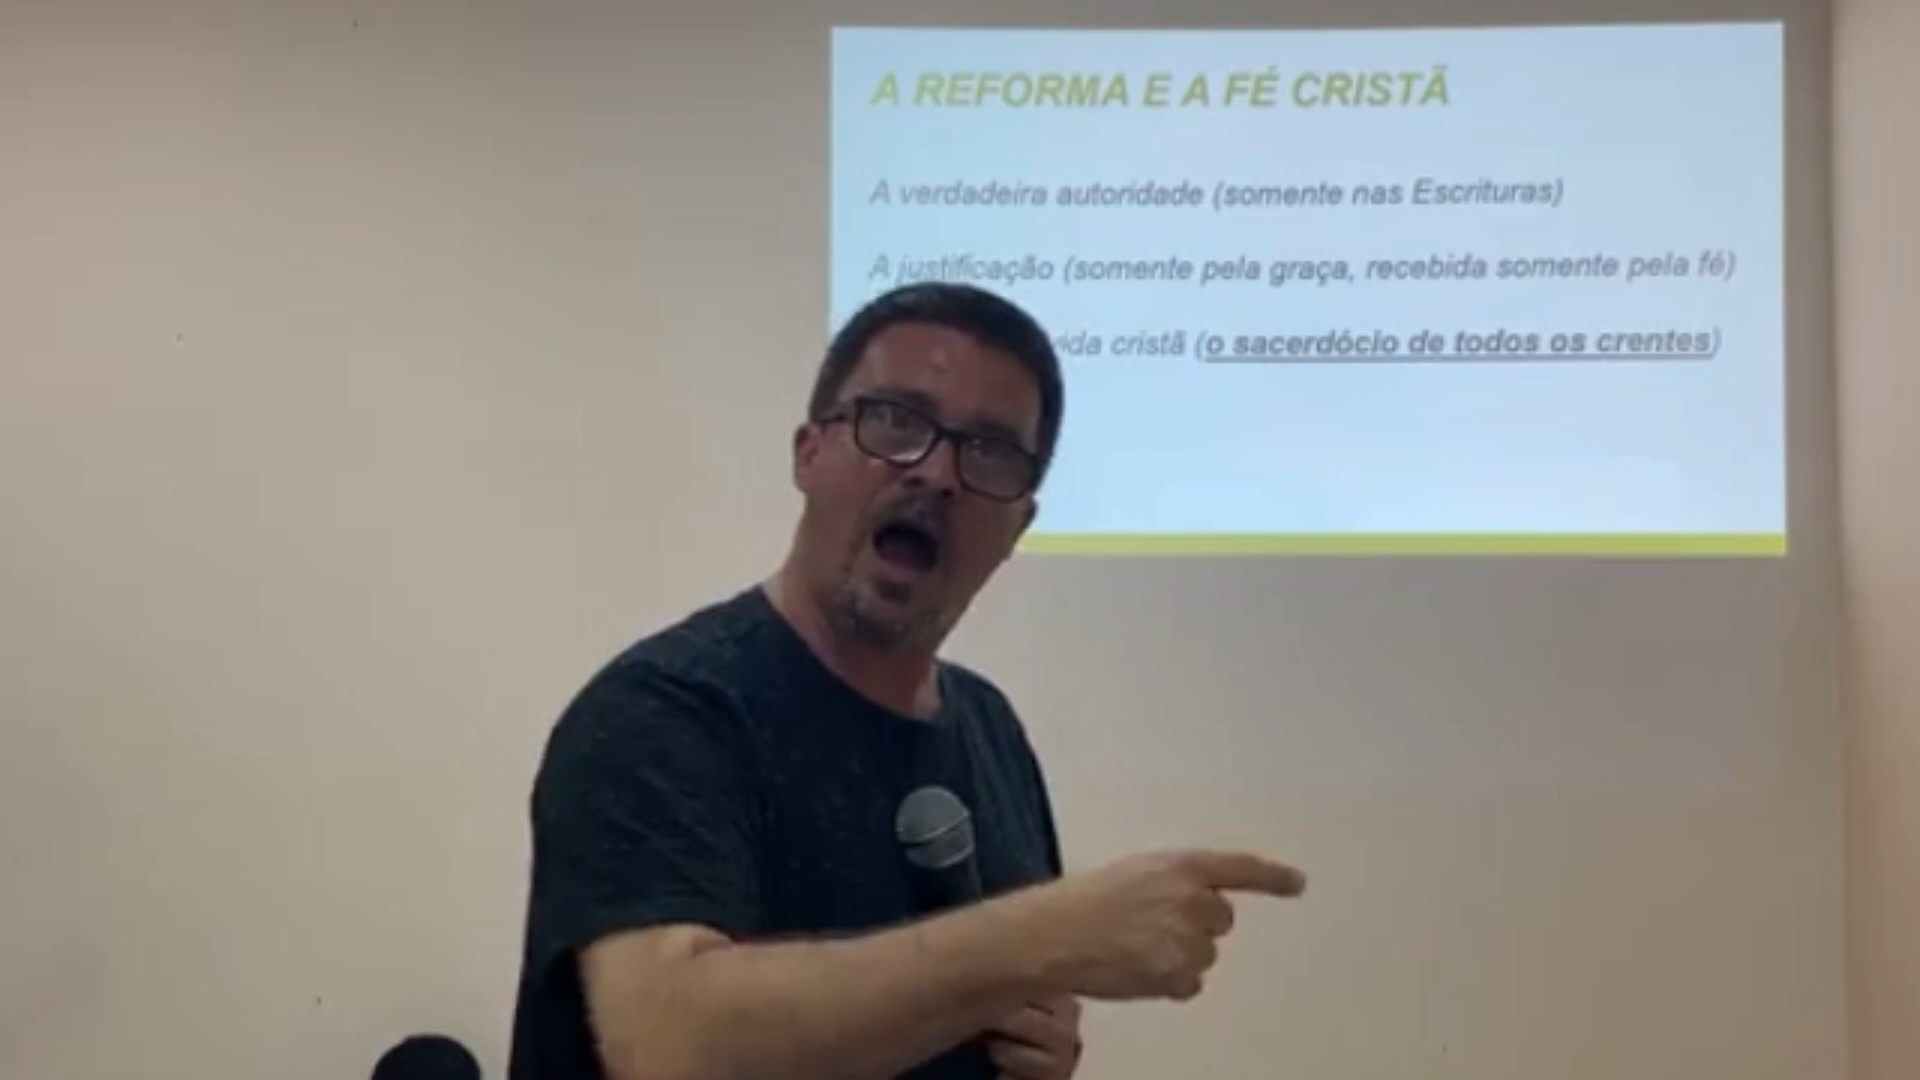 A REFORMA E A FÉ CRISTÃ
A verdadeira autoridade (somente nas Escrituras)
A justificação (somente pela graça, recebida somente pela fé)
vida cristã (o sacerdócio de todos os crentes)